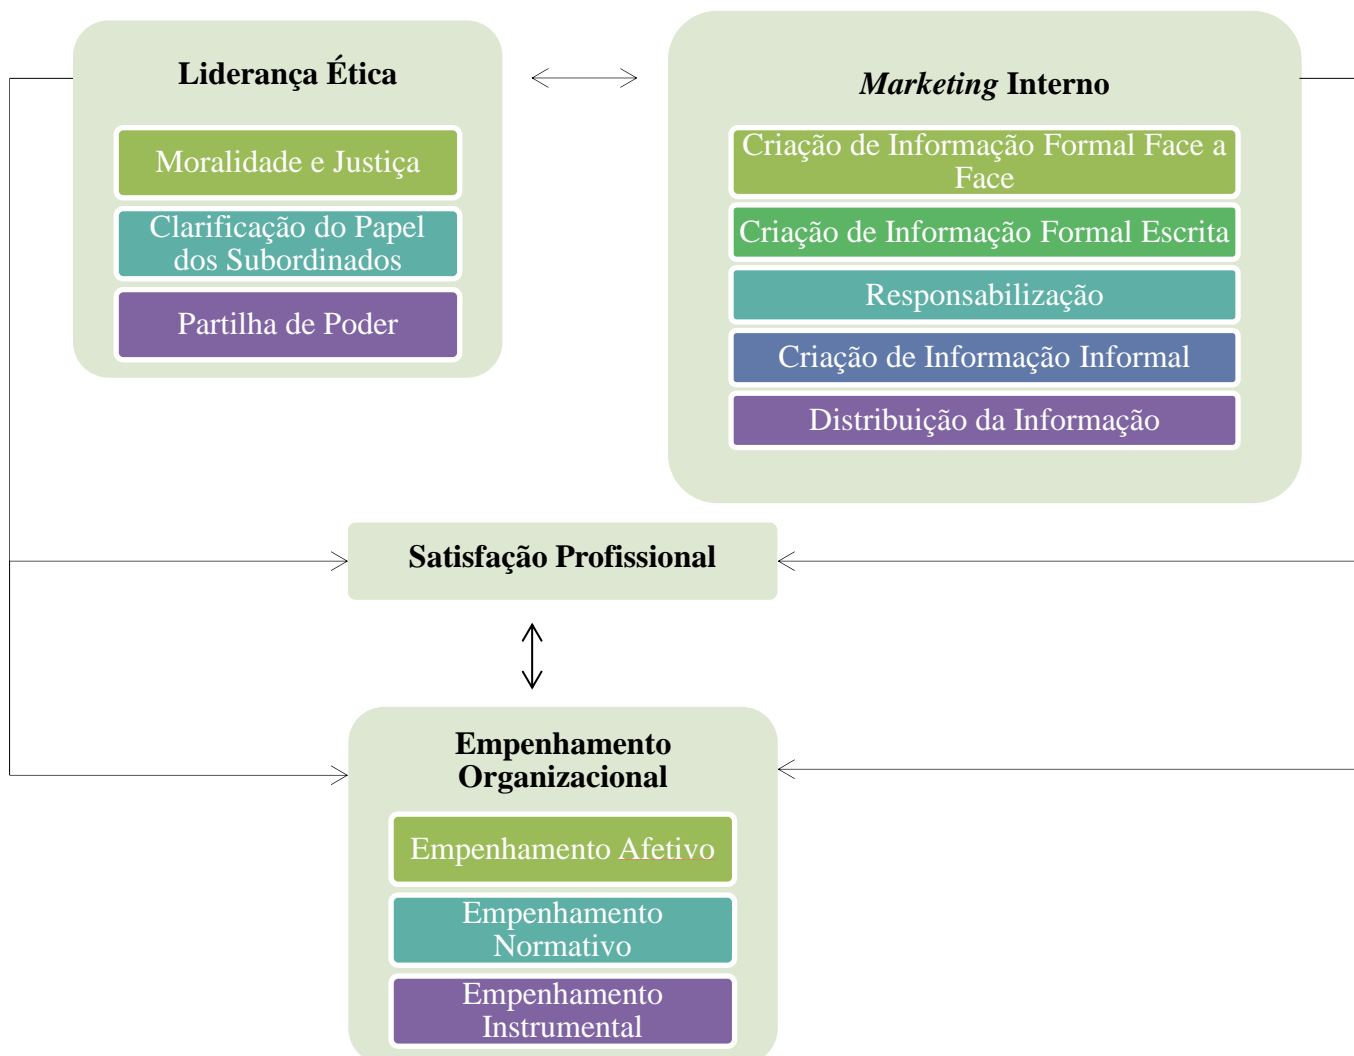 Liderança Ética
Moralidade e Justiça
Clarificação do Papel
dos Subordinados
Partilha de Poder
Marketing Interno
Criação de Informação Formal Face a
Face
Criação de Informação Formal Escrita
Responsabilização
Criação de Informação Informal
Distribuição da Informação
Satisfação Profissional
Empenhamento
Organizacional
Empenhamento Afetivo
Empenhamento
Normativo
Empenhamento
Instrumental